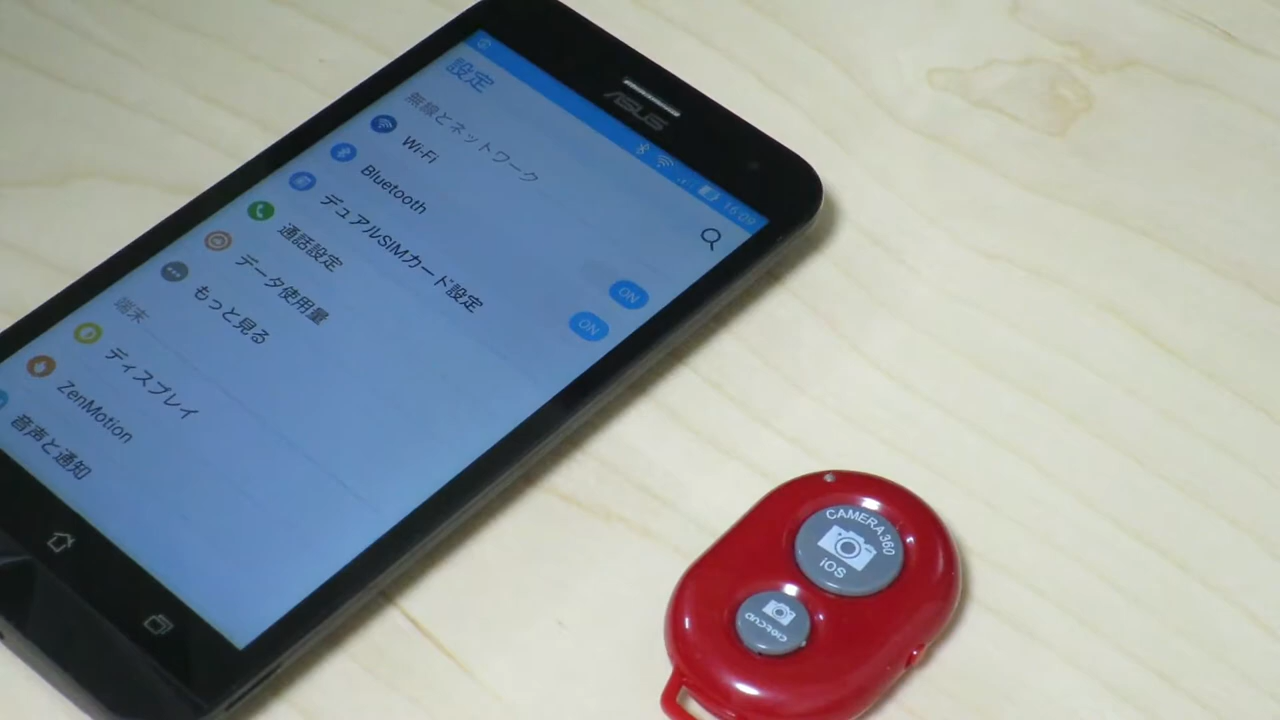 ASUS
16:09
設定
無線とネットワーク
Wi-Fi
ON
Bluetooth
ON
デュアルSIMカード設定
通話設定
データ使用量
もっと見る
端末
ディスプレイ
ZenMotion
音声と通知
CAMERA360
iOS